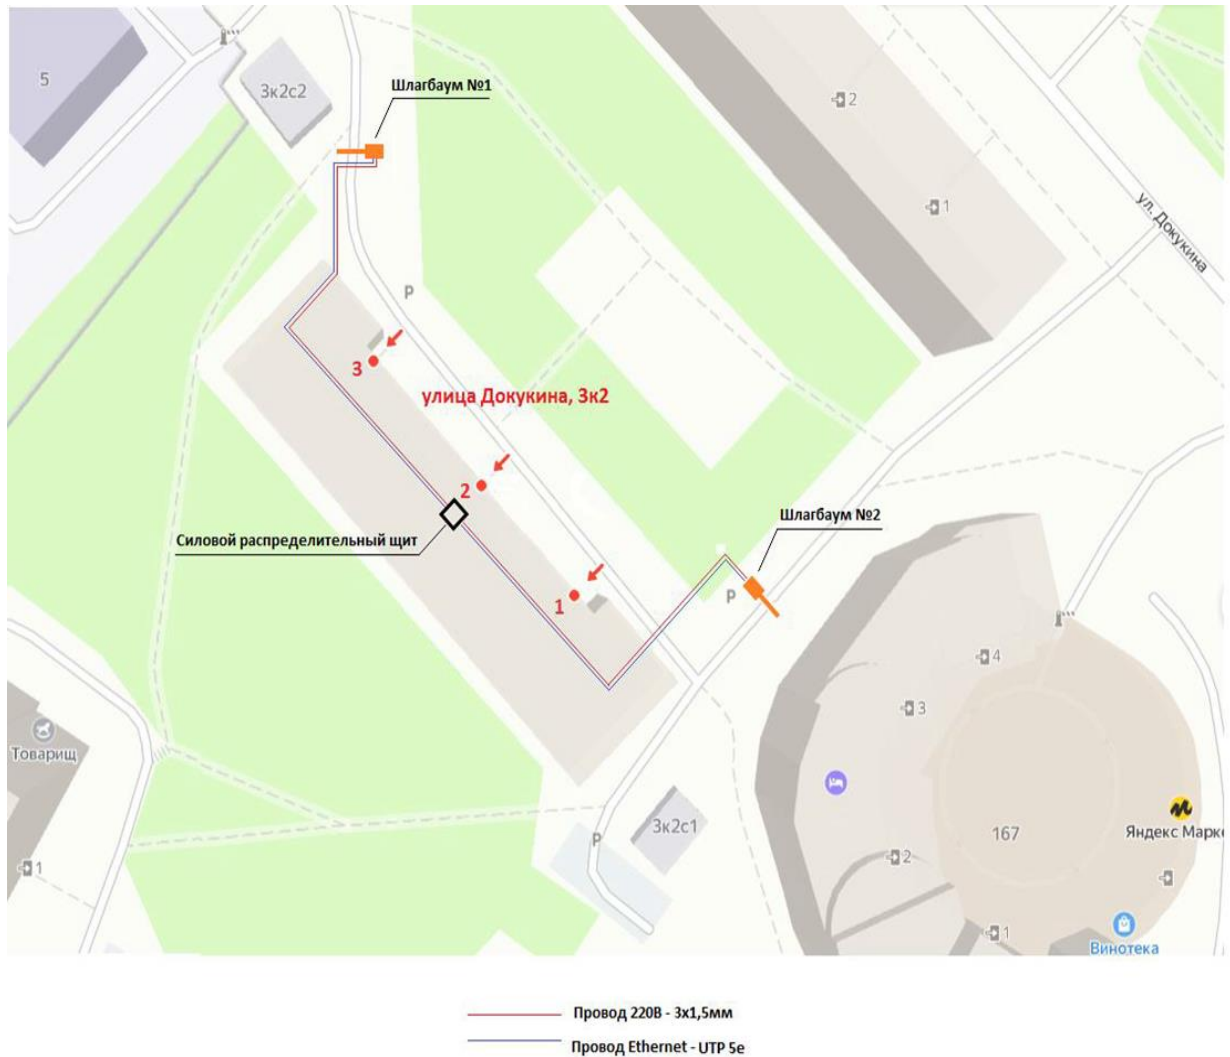 5
3к2с2
Шлагбаум №1
2
1
ул. Докукина
P
3
улица Докукина, 3к2
2
Силовой распределительный щит
Шлагбаум №2
1
P
4
3
Товарищ
3к2с1
P
167
Яндекс Марке
1
2
1
Винотека
Провод 220В - 3х1,5мм
Провод Ethernet - UTP 5e